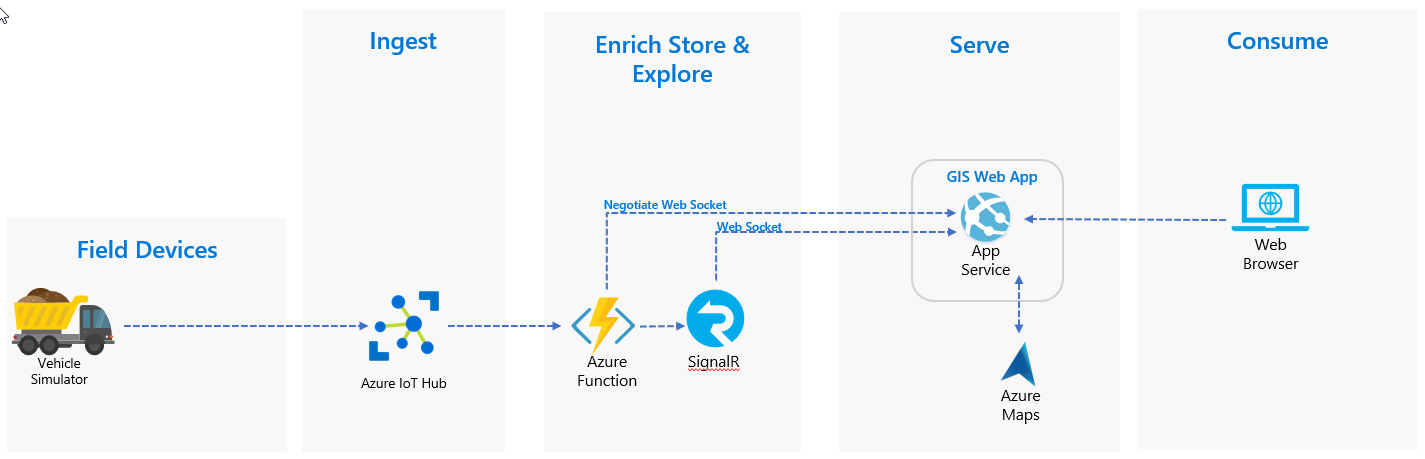 Ingest
Enrich Store &
Explore
Serve
Consume
GIS Web App
Negotiate Web Socket
Web Socket
App
Service
Web
Browser
Field Devices
Vehicle
Simulator
Azure IoT Hub
Azure
Function
SignalR
Azure
Maps